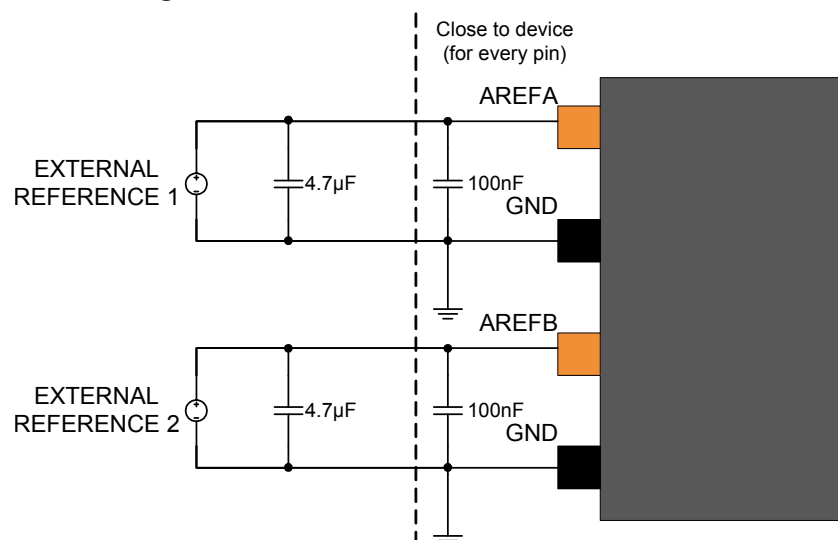 Close to device
(for every pin)
AREFA
EXTERNAL
REFERENCE 1
4.7µF
100nF
GND
AREFB
EXTERNAL
REFERENCE 2
4.7µF
100nF
GND